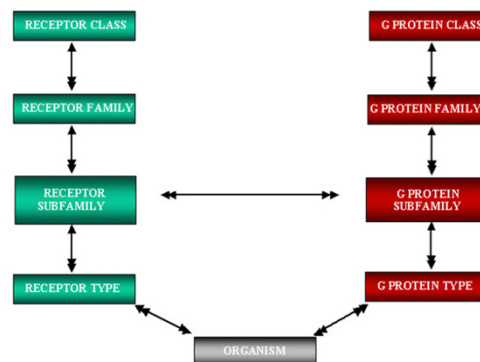 RECEPTOR CLASS
G PROTEIN CLASS
RECEPTOR FAMILY
G PROTEIN FAMILY
RECEPTOR
SUBFAMILY
G PROTEIN
SUBFAMILY
RECEPTOR TYPE
G PROTEIN TYPE
ORGANISM